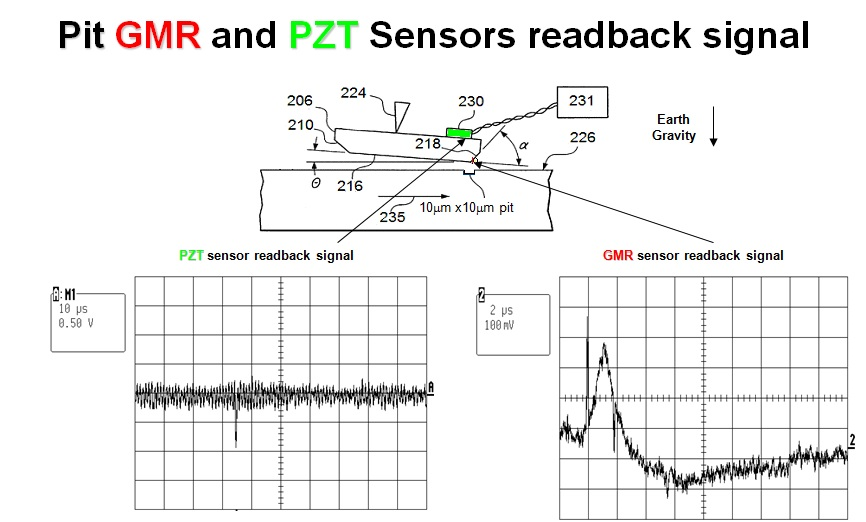 Pit GMR and PZT Sensors readback signal
224
230
231
206
210
218
α
226
Earth
Gravity
θ
216
235
10μm x10μm pit
PZT sensor readback signal
GMR sensor readback signal
A:M1
10 µs
0.50 V
A
2
2 µs
100mV
2